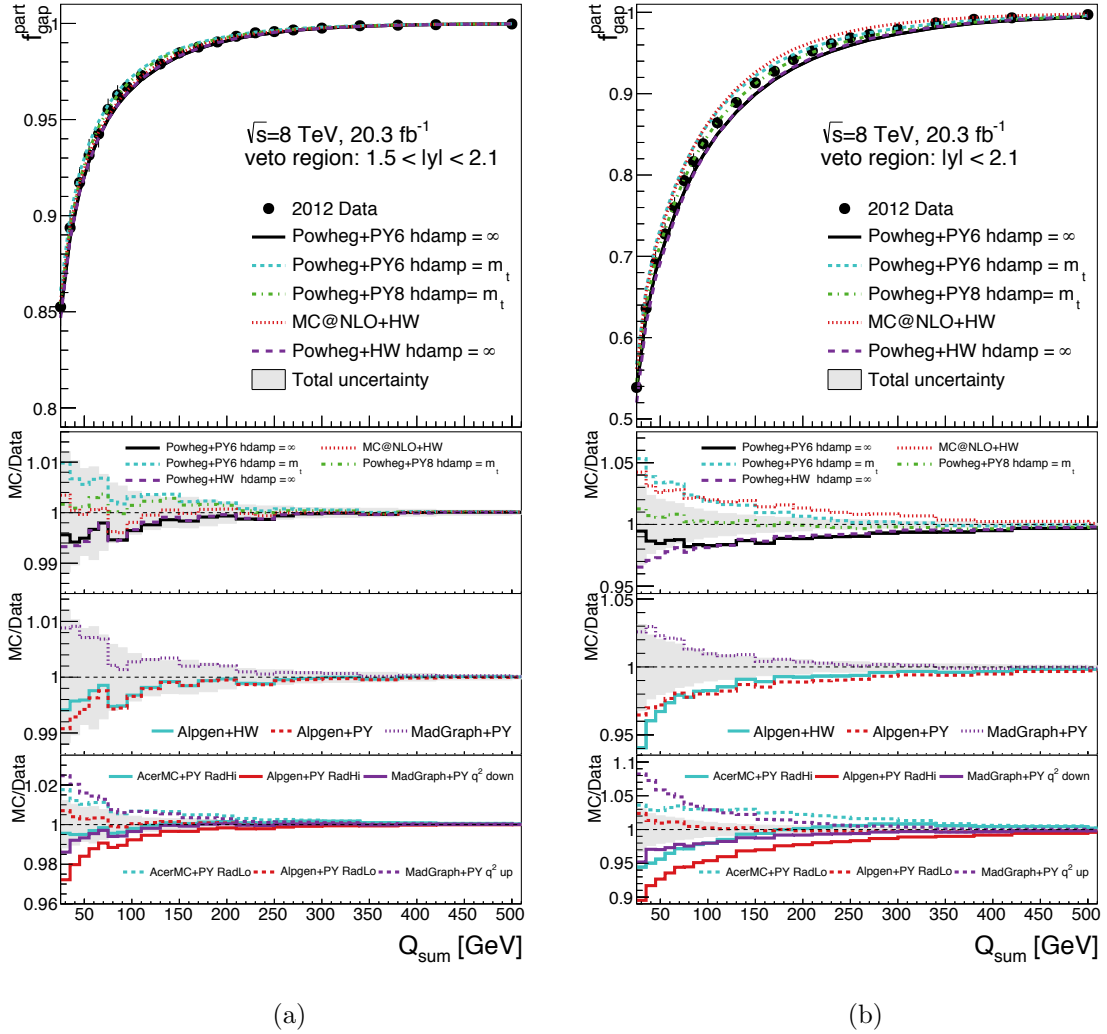 f^part_gap
1
0.95
0.9
0.85
0.8
√s=8 TeV, 20.3 fb⁻¹
veto region: 1.5 < |y| < 2.1
2012 Data
Powheg+PY6 hdamp = ∞
Powheg+PY6 hdamp = m_t
Powheg+PY8 hdamp= m_t
MC@NLO+HW
Powheg+HW hdamp = ∞
Total uncertainty
MC/Data
1.01
1
0.99
Powheg+PY6 hdamp = ∞ MC@NLO+HW
Powheg+PY6 hdamp = m_t Powheg+PY8 hdamp = m_t
Powheg+HW hdamp = ∞
MC/Data
1.01
1
0.99
Alpgen+HW Alpgen+PY MadGraph+PY
MC/Data
1.02
1
0.98
0.96
AcerMC+PY RadHi Alpgen+PY RadHi MadGraph+PY q² down
AcerMC+PY RadLo Alpgen+PY RadLo MadGraph+PY q² up
50 100 150 200 250 300 350 400 450 500
Q_sum [GeV]
(a)
f^part_gap
1
0.9
0.8
0.7
0.6
0.5
√s=8 TeV, 20.3 fb⁻¹
veto region: |y| < 2.1
2012 Data
Powheg+PY6 hdamp = ∞
Powheg+PY6 hdamp = m_t
Powheg+PY8 hdamp= m_t
MC@NLO+HW
Powheg+HW hdamp = ∞
Total uncertainty
MC/Data
1.05
1
0.95
Powheg+PY6 hdamp = ∞ MC@NLO+HW
Powheg+PY6 hdamp = m_t Powheg+PY8 hdamp = m_t
Powheg+HW hdamp = ∞
MC/Data
1.05
1
0.95
Alpgen+HW Alpgen+PY MadGraph+PY
MC/Data
1.1
1.05
1
0.95
0.9
AcerMC+PY RadHi Alpgen+PY RadHi MadGraph+PY q² down
AcerMC+PY RadLo Alpgen+PY RadLo MadGraph+PY q² up
50 100 150 200 250 300 350 400 450 500
Q_sum [GeV]
(b)